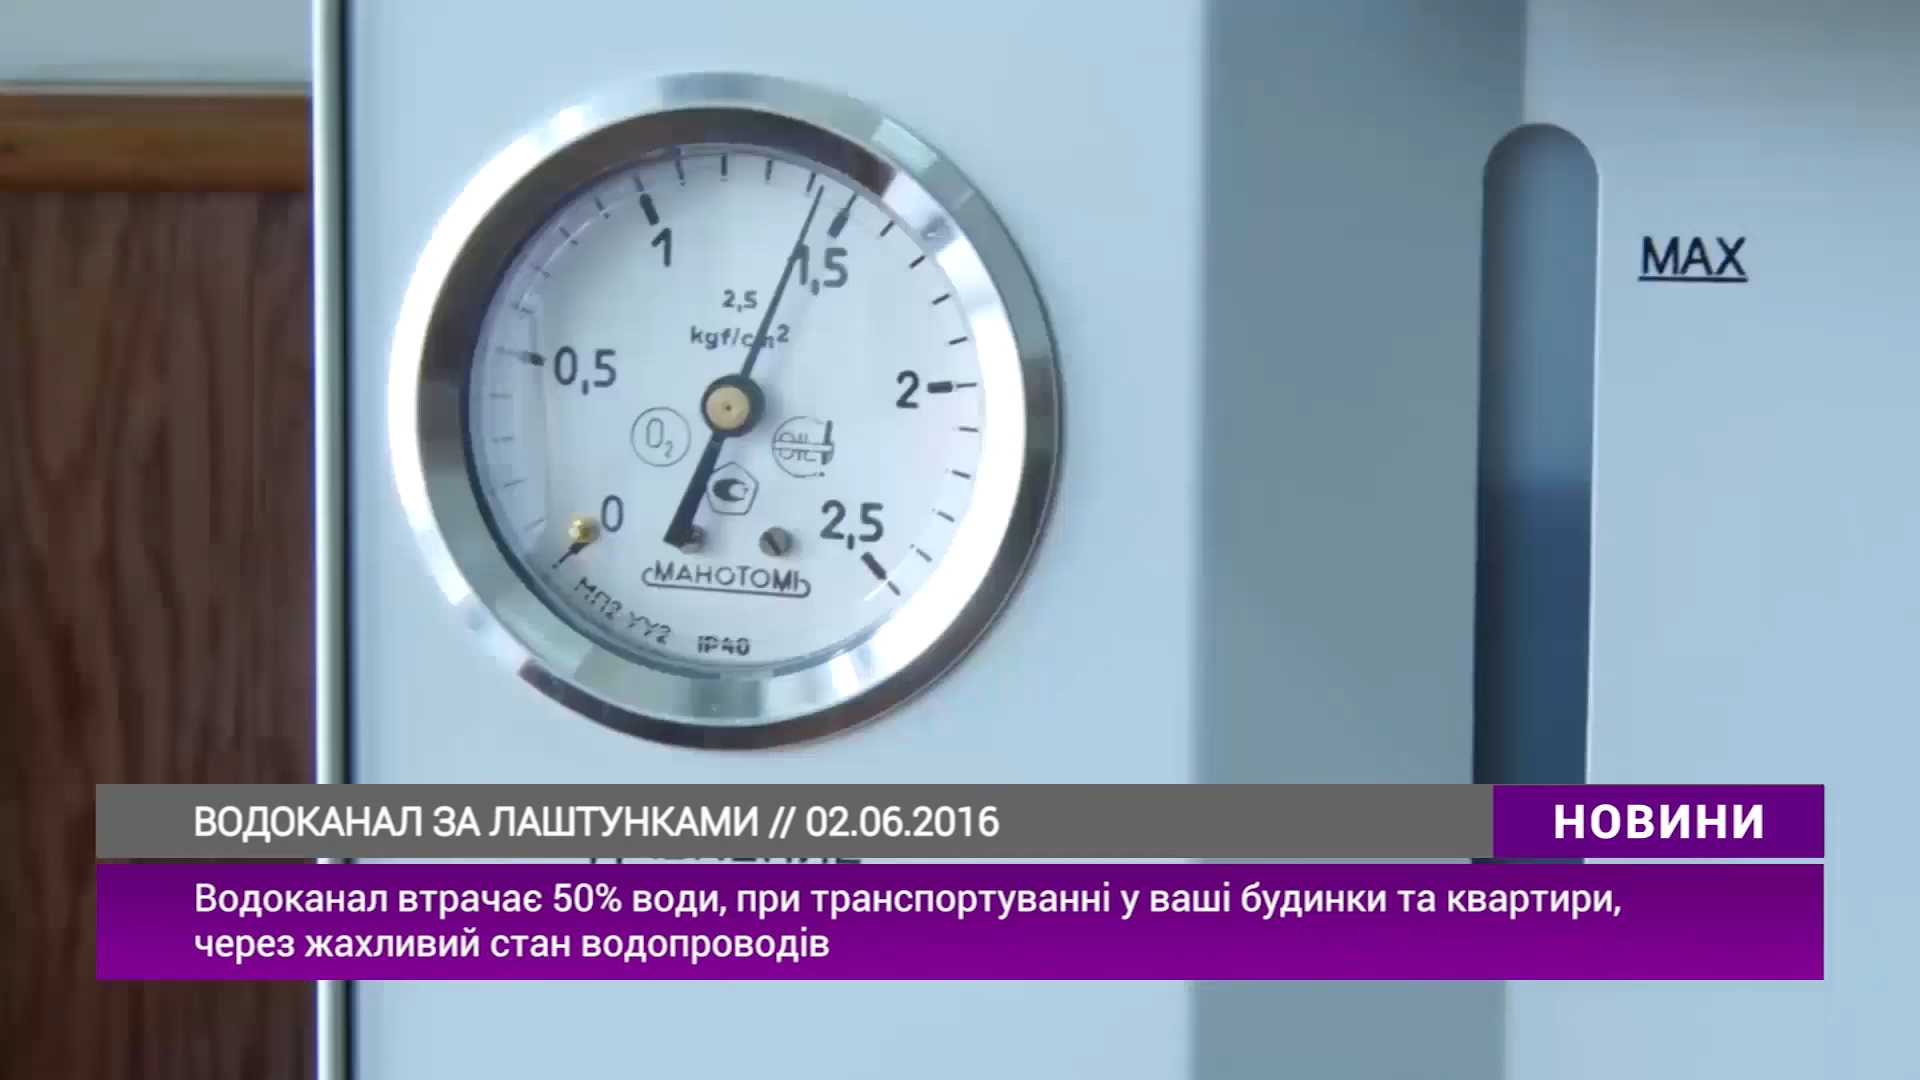 1
1,5
2,5
kgf/cm2
0,5
2
O2
OIL
0
2,5
МАНОТОМЬ
МП2-УУ2 IP40
MAX
ВОДОКАНАЛ ЗА ЛАШТУНКАМИ // 02.06.2016
НОВИНИ
Водоканал втрачає 50% води, при транспортуванні у ваші будинки та квартири,
через жахливий стан водопроводів